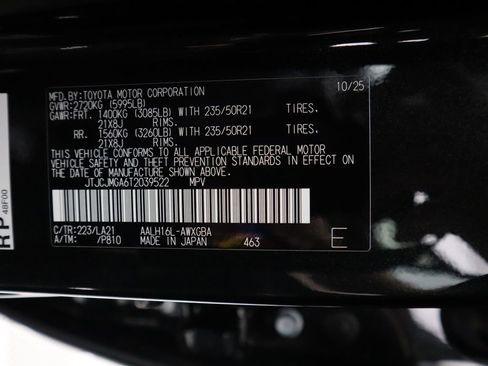 MFD.BY:TOYOTA MOTOR CORPORATION 10/25
GVWR:2720KG (5995LB)
GAWR:FRT. 1400KG (3085LB) WITH 235/50R21 TIRES,
21X8J RIMS.
RR. 1560KG (3260LB) WITH 235/50R21 TIRES,
21X8J RIMS.
THIS VEHICLE CONFORMS TO ALL APPLICABLE FEDERAL MOTOR
VEHICLE SAFETY AND THEFT PREVENTION STANDARDS IN EFFECT
ON THE DATE OF MANUFACTURE SHOWN ABOVE.
JTJCJMGA6T2039522 MPV
C/TR:223/LA21 AALH16L-AWXGBA
A/TM: /P810 MADE IN JAPAN 463 E
RP
48F00